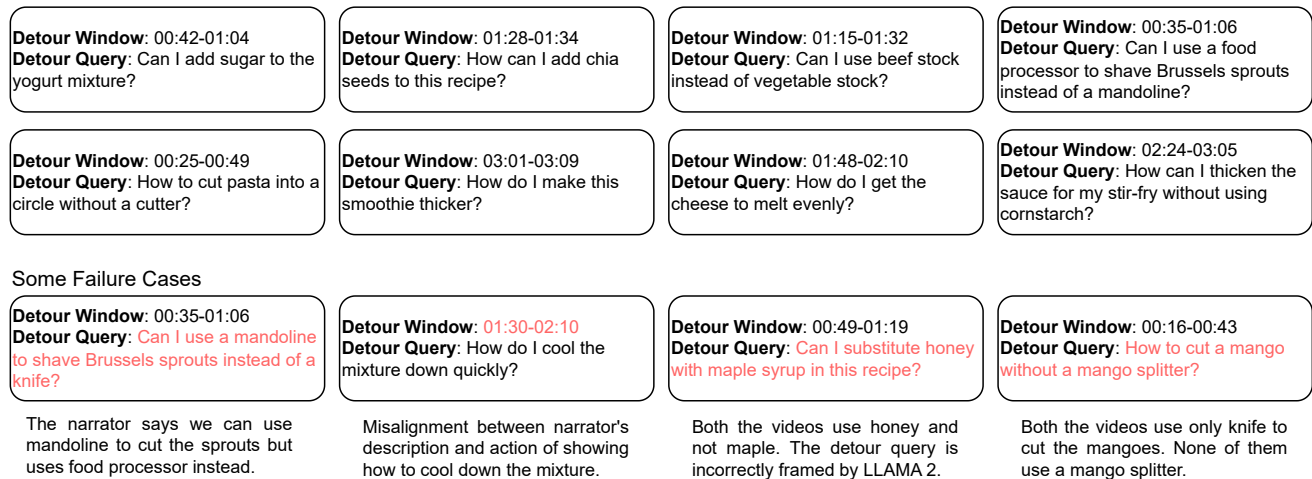 Detour Window: 00:42-01:04
Detour Query: Can I add sugar to the
yogurt mixture?
Detour Window: 01:28-01:34
Detour Query: How can I add chia
seeds to this recipe?
Detour Window: 01:15-01:32
Detour Query: Can I use beef stock
instead of vegetable stock?
Detour Window: 00:35-01:06
Detour Query: Can I use a food
processor to shave Brussels sprouts
instead of a mandoline?
Detour Window: 00:25-00:49
Detour Query: How to cut pasta into a
circle without a cutter?
Detour Window: 03:01-03:09
Detour Query: How do I make this
smoothie thicker?
Detour Window: 01:48-02:10
Detour Query: How do I get the
cheese to melt evenly?
Detour Window: 02:24-03:05
Detour Query: How can I thicken the
sauce for my stir-fry without using
cornstarch?
Some Failure Cases
Detour Window: 00:35-01:06
Detour Query: Can I use a mandoline
to shave Brussels sprouts instead of a
knife?
Detour Window: 01:30-02:10
Detour Query: How do I cool the
mixture down quickly?
Detour Window: 00:49-01:19
Detour Query: Can I substitute honey
with maple syrup in this recipe?
Detour Window: 00:16-00:43
Detour Query: How to cut a mango
without a mango splitter?
The narrator says we can use
mandoline to cut the sprouts but
uses food processor instead.
Misalignment between narrator's
description and action of showing
how to cool down the mixture.
Both the videos use honey and
not maple. The detour query is
incorrectly framed by LLAMA 2.
Both the videos use only knife to
cut the mangoes. None of them
use a mango splitter.